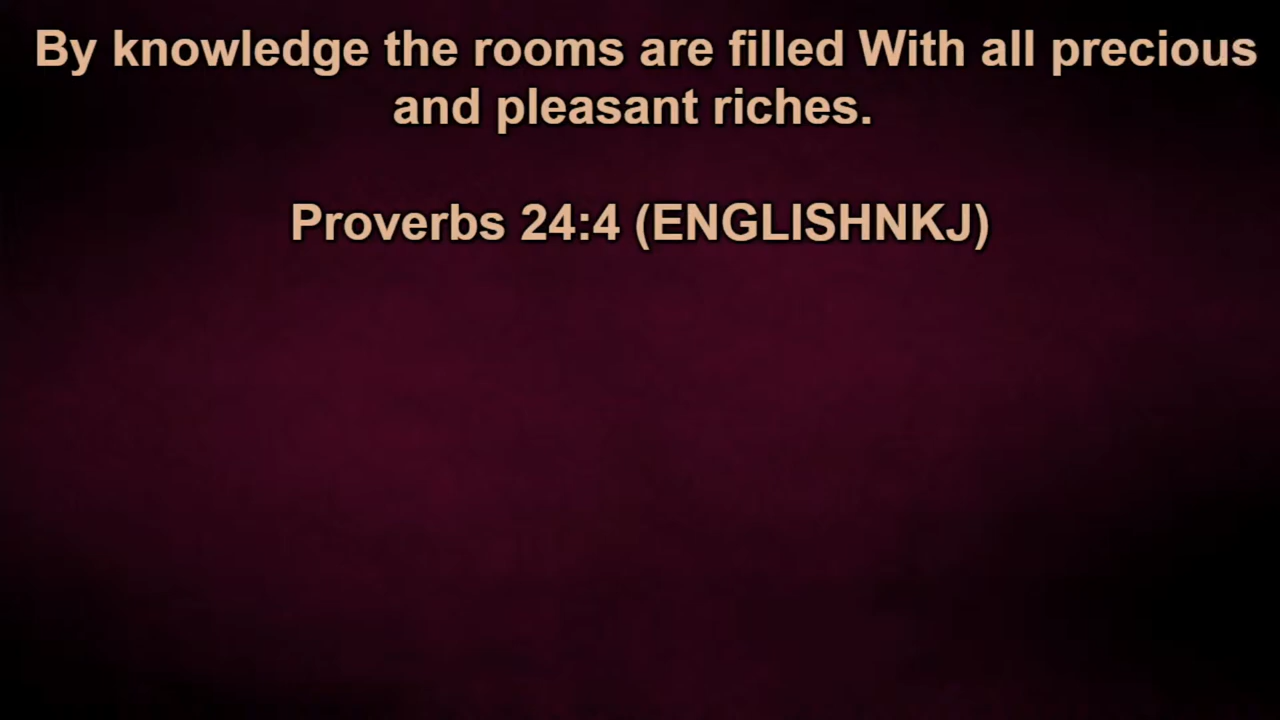 By knowledge the rooms are filled With all precious
and pleasant riches.
Proverbs 24:4 (ENGLISHNKJ)